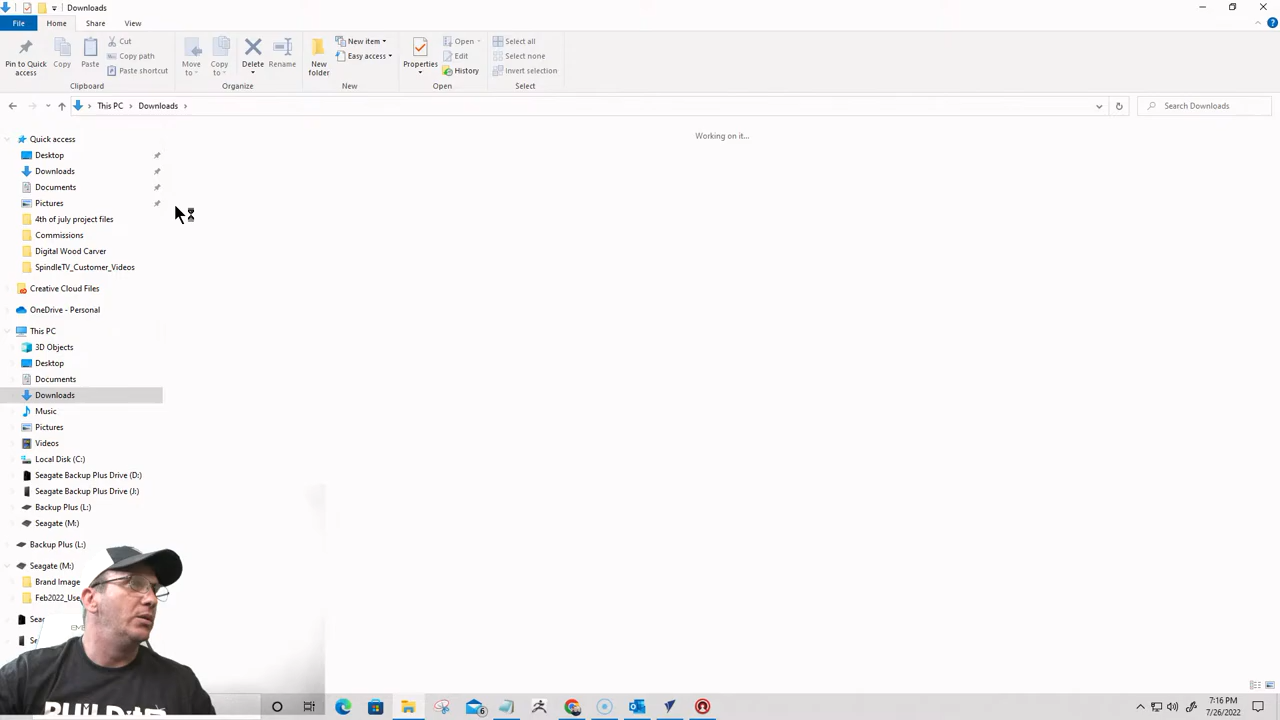 Downloads
File
Home
Share
View
Pin to Quick access
Copy
Paste
Cut
Copy path
Paste shortcut
Clipboard
Move to
Copy to
Delete
Rename
Organize
New folder
New item
Easy access
New
Properties
Open
Edit
History
Open
Select all
Select none
Invert selection
Select
This PC
Downloads
Search Downloads
Working on it...
Quick access
Desktop
Downloads
Documents
Pictures
4th of july project files
Commissions
Digital Wood Carver
SpindleTV_Customer_Videos
Creative Cloud Files
OneDrive - Personal
This PC
3D Objects
Desktop
Documents
Downloads
Music
Pictures
Videos
Local Disk (C:)
Seagate Backup Plus Drive (D:)
Seagate Backup Plus Drive (J:)
Backup Plus (L:)
Seagate (M:)
Backup Plus (L:)
Seagate (M:)
Brand Image
Feb2022_Use
6
7:16 PM
7/26/2022